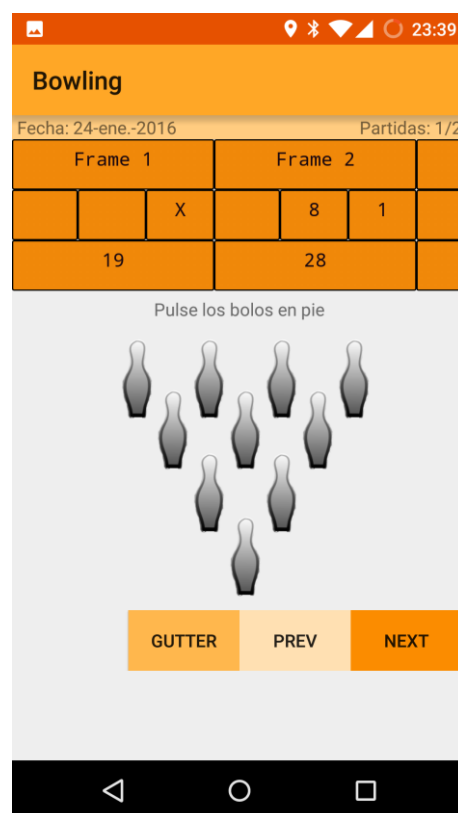 23:39
Bowling
Fecha: 24-ene.-2016 Partidas: 1/2
Frame 1 Frame 2
X 8 1
19 28
Pulse los bolos en pie
GUTTER PREV NEXT